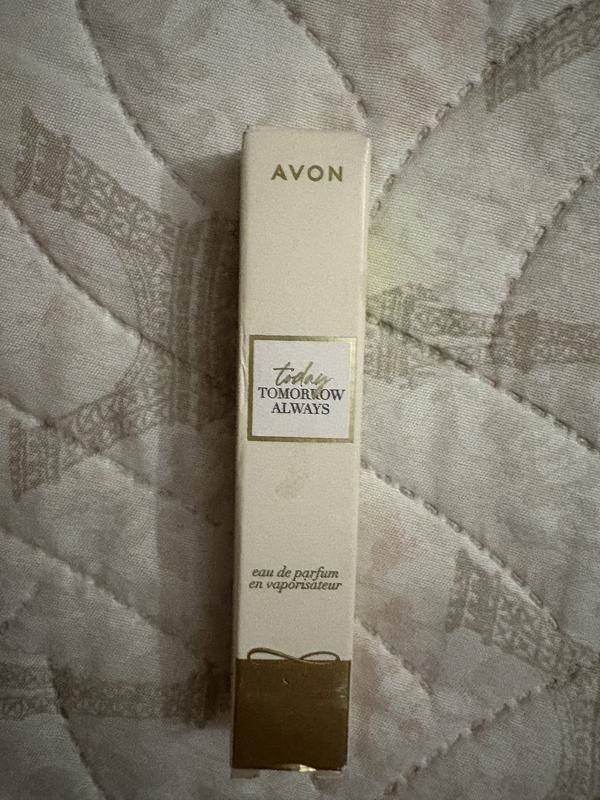 AVON
today
TOMORROW
ALWAYS
eau de parfum
en vaporisateur